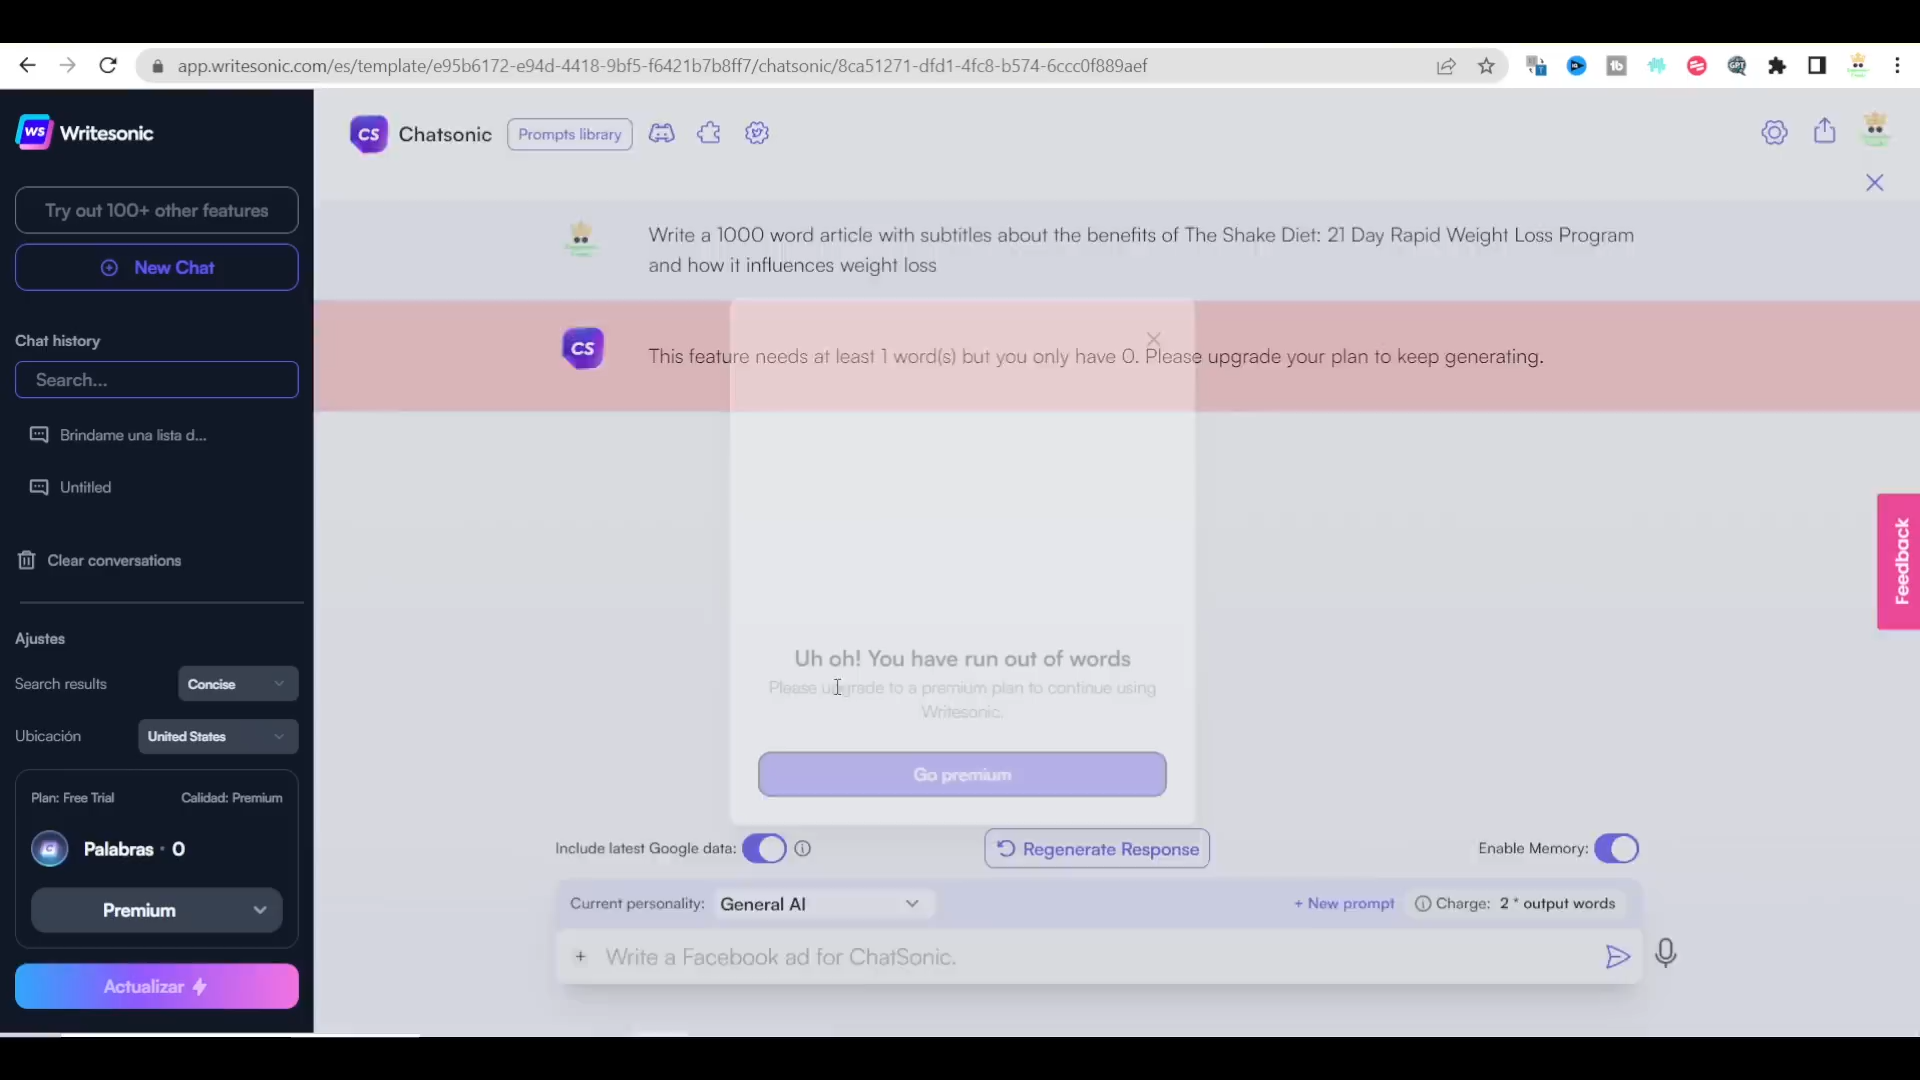 app.writesonic.com/es/template/e95b6172-e94d-4418-9bf5-f6421b7b8ff7/chatsonic/8ca51271-dfd1-4fc8-b574-6ccc0f889aef
WS Writesonic
CS Chatsonic
Prompts library
Try out 100+ other features
New Chat
Chat history
Search...
Brindame una lista d...
Untitled
Clear conversations
Ajustes
Search results
Concise
Ubicación
United States
Plan: Free Trial
Calidad: Premium
Palabras · 0
Premium
Actualizar
Write a 1000 word article with subtitles about the benefits of The Shake Diet: 21 Day Rapid Weight Loss Program
and how it influences weight loss
CS
This feature needs at least 1 word(s) but you only have 0. Please upgrade your plan to keep generating.
Uh oh! You have run out of words
Please upgrade to a premium plan to continue using
Writesonic.
Go premium
Include latest Google data:
Regenerate Response
Enable Memory:
Current personality:
General AI
+ New prompt
Charge: 2 * output words
+ Write a Facebook ad for ChatSonic.
Feedback